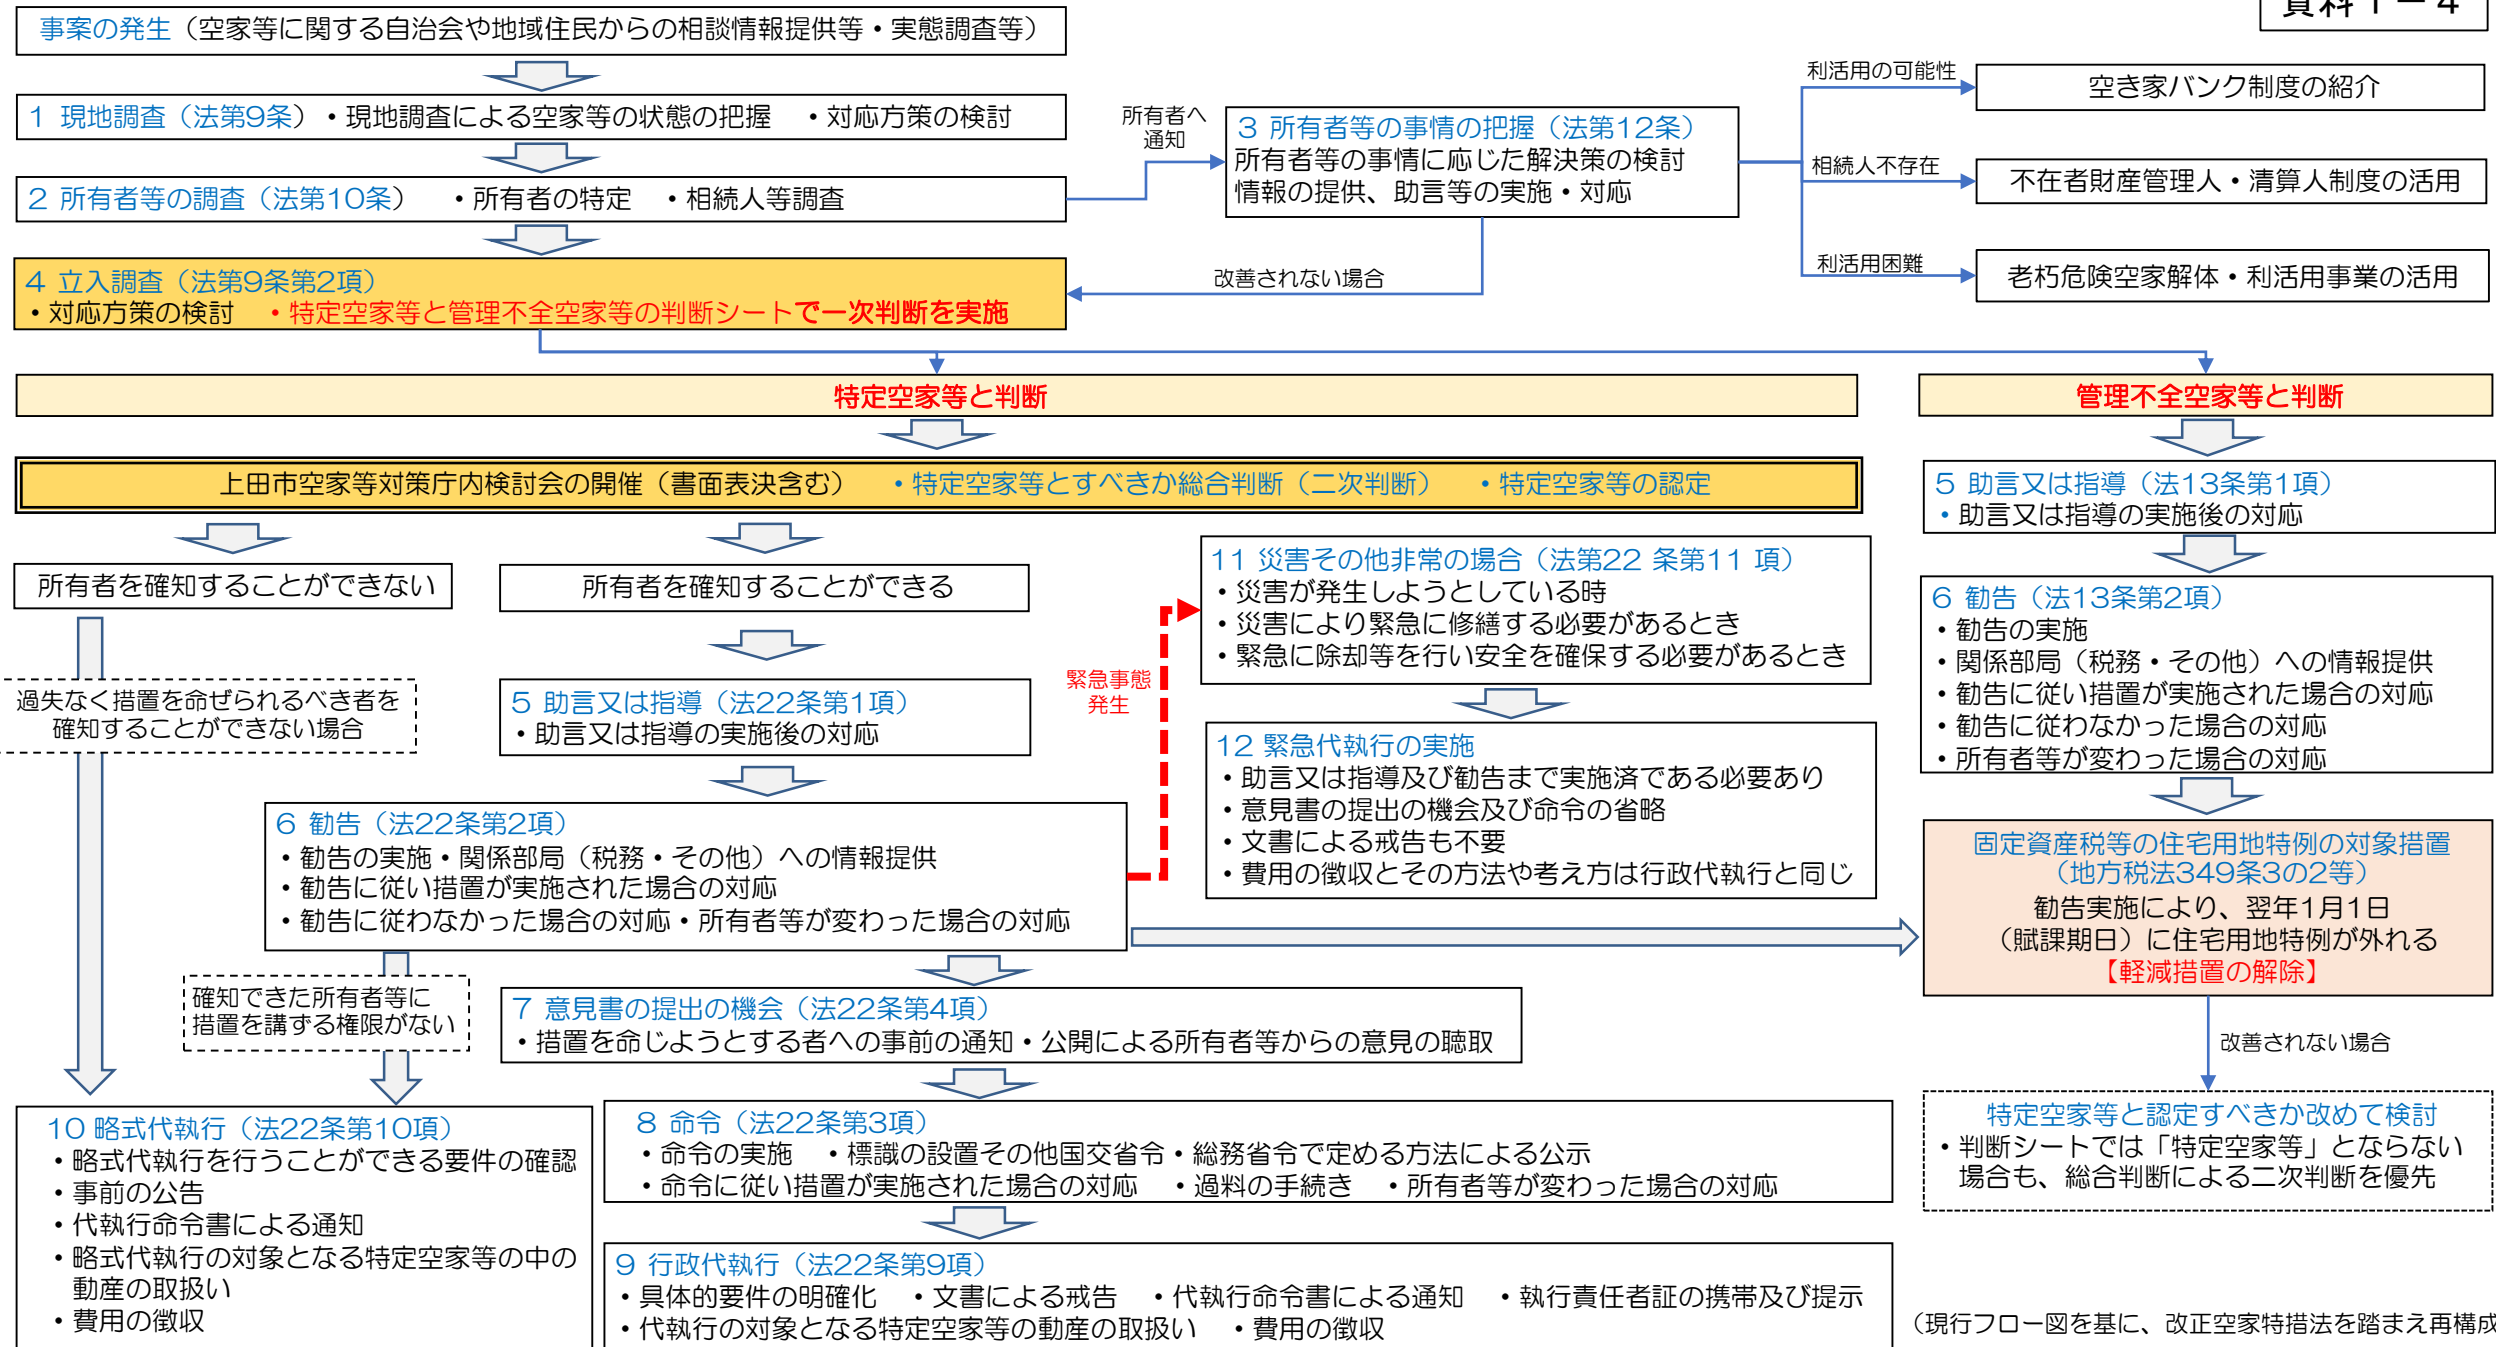 資料1－4
事案の発生（空家等に関する自治会や地域住民からの相談情報提供等・実態調査等）
1 現地調査（法第9条）・現地調査による空家等の状態の把握　・対応方策の検討
2 所有者等の調査（法第10条）　・所有者の特定　・相続人等調査
所有者へ
通知
3 所有者等の事情の把握（法第12条）
所有者等の事情に応じた解決策の検討
情報の提供、助言等の実施・対応
利活用の可能性
空き家バンク制度の紹介
相続人不存在
不在者財産管理人・清算人制度の活用
利活用困難
老朽危険空家解体・利活用事業の活用
改善されない場合
4 立入調査（法第9条第2項）
・対応方策の検討　・特定空家等と管理不全空家等の判断シートで一次判断を実施
特定空家等と判断
管理不全空家等と判断
上田市空家等対策庁内検討会の開催（書面表決含む）　・特定空家等とすべきか総合判断（二次判断）　・特定空家等の認定
所有者を確知することができない
所有者を確知することができる
過失なく措置を命ぜられるべき者を
確知することができない場合
5 助言又は指導（法22条第1項）
・助言又は指導の実施後の対応
6 勧告（法22条第2項）
・勧告の実施・関係部局（税務・その他）への情報提供
・勧告に従い措置が実施された場合の対応
・勧告に従わなかった場合の対応・所有者等が変わった場合の対応
緊急事態
発生
11 災害その他非常の場合（法第22 条第11 項）
・災害が発生しようとしている時
・災害により緊急に修繕する必要があるとき
・緊急に除却等を行い安全を確保する必要があるとき
12 緊急代執行の実施
・助言又は指導及び勧告まで実施済である必要あり
・意見書の提出の機会及び命令の省略
・文書による戒告も不要
・費用の徴収とその方法や考え方は行政代執行と同じ
確知できた所有者等に
措置を講ずる権限がない
7 意見書の提出の機会（法22条第4項）
・措置を命じようとする者への事前の通知・公開による所有者等からの意見の聴取
8 命令（法22条第3項）
・命令の実施　・標識の設置その他国交省令・総務省令で定める方法による公示
・命令に従い措置が実施された場合の対応　・過料の手続き　・所有者等が変わった場合の対応
9 行政代執行（法22条第9項）
・具体的要件の明確化　・文書による戒告　・代執行命令書による通知　・執行責任者証の携帯及び提示
・代執行の対象となる特定空家等の動産の取扱い　・費用の徴収
10 略式代執行（法22条第10項）
・略式代執行を行うことができる要件の確認
・事前の公告
・代執行命令書による通知
・略式代執行の対象となる特定空家等の中の
動産の取扱い
・費用の徴収
5 助言又は指導（法13条第1項）
・助言又は指導の実施後の対応
6 勧告（法13条第2項）
・勧告の実施
・関係部局（税務・その他）への情報提供
・勧告に従い措置が実施された場合の対応
・勧告に従わなかった場合の対応
・所有者等が変わった場合の対応
固定資産税等の住宅用地特例の対象措置
（地方税法349条3の2等）
勧告実施により、翌年1月1日
（賦課期日）に住宅用地特例が外れる
【軽減措置の解除】
改善されない場合
特定空家等と認定すべきか改めて検討
・判断シートでは「特定空家等」とならない
場合も、総合判断による二次判断を優先
（現行フロー図を基に、改正空家特措法を踏まえ再構成